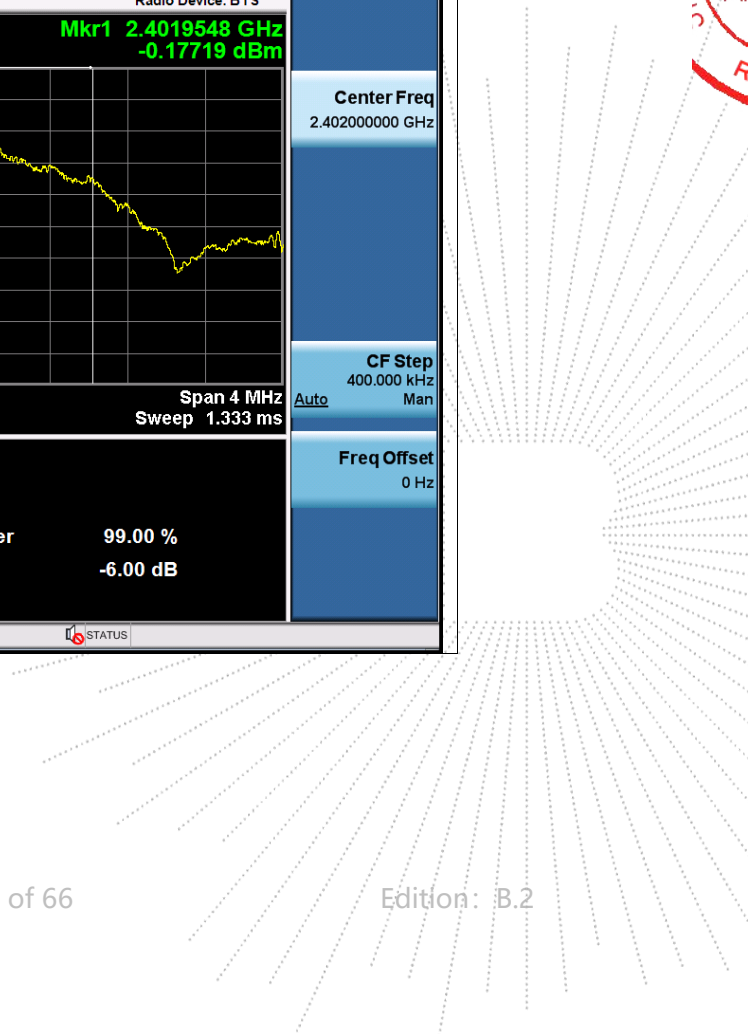 Radio Device: BTS
Mkr1 2.4019548 GHz
-0.17719 dBm
Center Freq
2.402000000 GHz
CF Step
400.000 kHz
Auto Man
Span 4 MHz
Sweep 1.333 ms
Freq Offset
0 Hz
er 99.00 %
-6.00 dB
STATUS
of 66 Edition: B.2
R